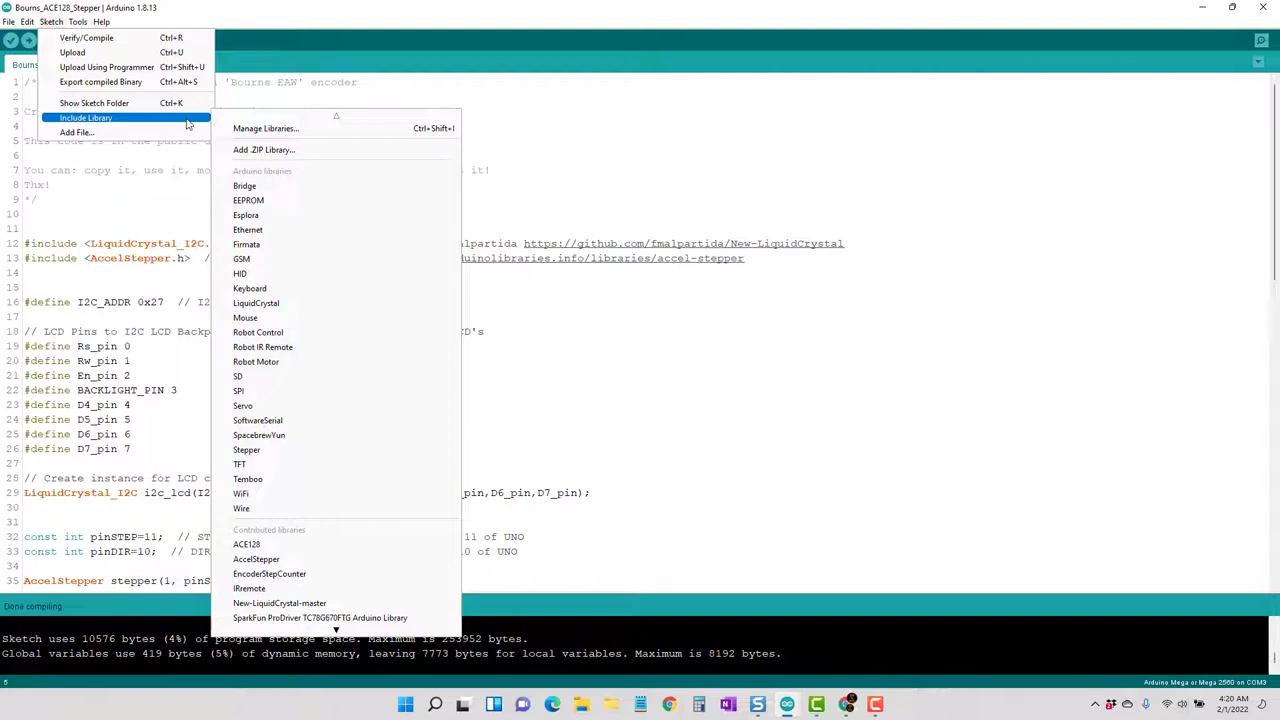 Bourns_ACE128_Stepper | Arduino 1.8.13
File Edit Sketch Tools Help
Verify/Compile Ctrl+R
Upload Ctrl+U
Upload Using Programmer Ctrl+Shift+U
Export compiled Binary Ctrl+Alt+S
Show Sketch Folder Ctrl+K
Include Library
Add File...
Manage Libraries... Ctrl+Shift+I
Add .ZIP Library...
Arduino libraries
Bridge
EEPROM
Esplora
Ethernet
Firmata
GSM
HID
Keyboard
LiquidCrystal
Mouse
Robot Control
Robot IR Remote
Robot Motor
SD
SPI
Servo
SoftwareSerial
SpacebrewYun
Stepper
TFT
Temboo
WiFi
Wire
Contributed libraries
ACE128
AccelStepper
EncoderStepCounter
IRremote
New-LiquidCrystal-master
SparkFun ProDriver TC78G670FTG Arduino Library
Bourns
1 /* 'Bourns EAW' encoder
2
3 Cr
4
5 This code is in the public d
6
7 You can: copy it, use it, mo it!
8 Thx!
9 */
10
11
12 #include <LiquidCrystal_I2C. malpartida https://github.com/fmalpartida/New-LiquidCrystal
13 #include <AccelStepper.h> // duinolibraries.info/libraries/accel-stepper
14
15
16 #define I2C_ADDR 0x27 // I2
17
18 // LCD Pins to I2C LCD Backp CD's
19 #define Rs_pin 0
20 #define Rw_pin 1
21 #define En_pin 2
22 #define BACKLIGHT_PIN 3
23 #define D4_pin 4
24 #define D5_pin 5
25 #define D6_pin 6
26 #define D7_pin 7
27
28 // Create instance for LCD c
29 LiquidCrystal_I2C i2c_lcd(I2 pin,D6_pin,D7_pin);
30
31
32 const int pinSTEP=11; // ST 11 of UNO
33 const int pinDIR=10; // DIR 10 of UNO
34
35 AccelStepper stepper(1, pinS
Done compiling
Sketch uses 10576 bytes (4%) of program storage space. Maximum is 253952 bytes.
Global variables use 419 bytes (5%) of dynamic memory, leaving 7773 bytes for local variables. Maximum is 8192 bytes.
5 Arduino Mega or Mega 2560 on COM3
4:20 AM
2/1/2022